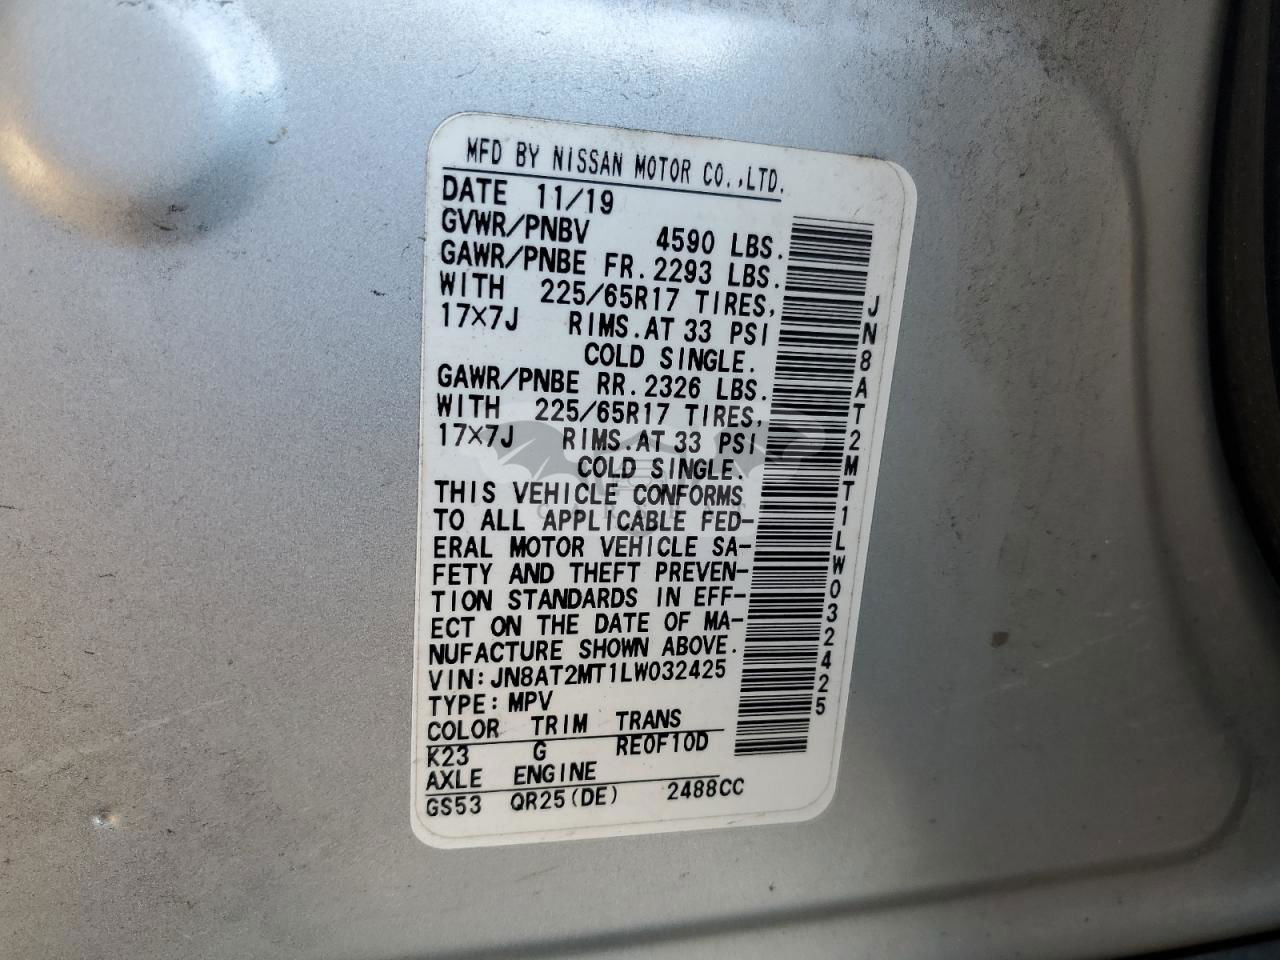 MFD BY NISSAN MOTOR CO.,LTD.
DATE 11/19
GVWR/PNBV 4590 LBS.
GAWR/PNBE FR.2293 LBS.
WITH 225/65R17 TIRES,
17×7J RIMS.AT 33 PSI
COLD SINGLE.
GAWR/PNBE RR.2326 LBS.
WITH 225/65R17 TIRES,
17×7J RIMS.AT 33 PSI
COLD SINGLE.
THIS VEHICLE CONFORMS
TO ALL APPLICABLE FED-
ERAL MOTOR VEHICLE SA-
FETY AND THEFT PREVEN-
TION STANDARDS IN EFF-
ECT ON THE DATE OF MA-
NUFACTURE SHOWN ABOVE.
VIN:JN8AT2MT1LW032425
TYPE:MPV
COLOR TRIM TRANS
K23 G RE0F10D
AXLE ENGINE
GS53 QR25(DE) 2488CC
JN8AT2MT1LW032425